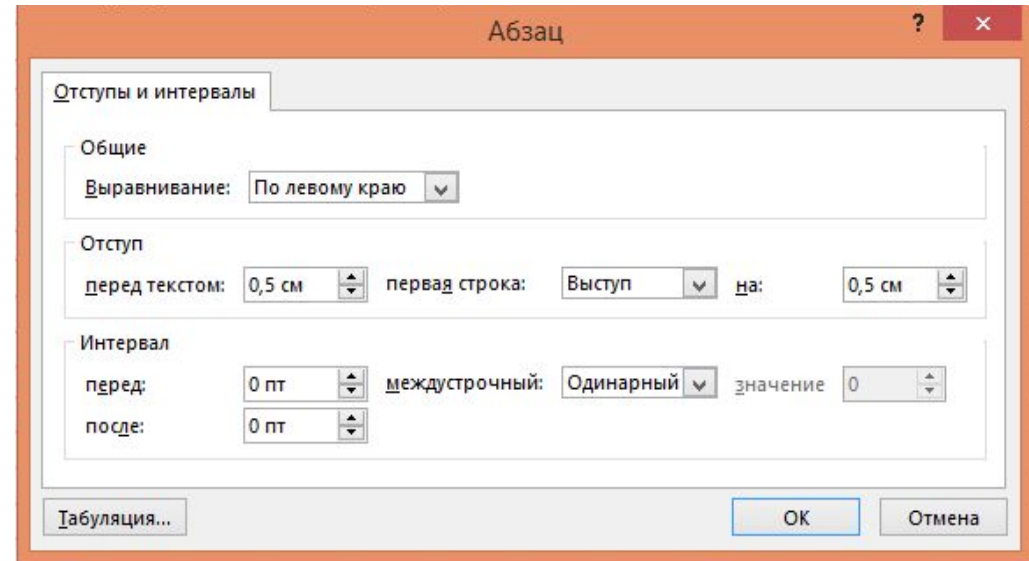 Абзац ?
Отступы и интервалы
Общие
Выравнивание: По левому краю
Отступ
перед текстом: 0,5 см первая строка: Выступ на: 0,5 см
Интервал
перед: 0 пт междустрочный: Одинарный значение 0
после: 0 пт
Табуляция... ОК Отмена